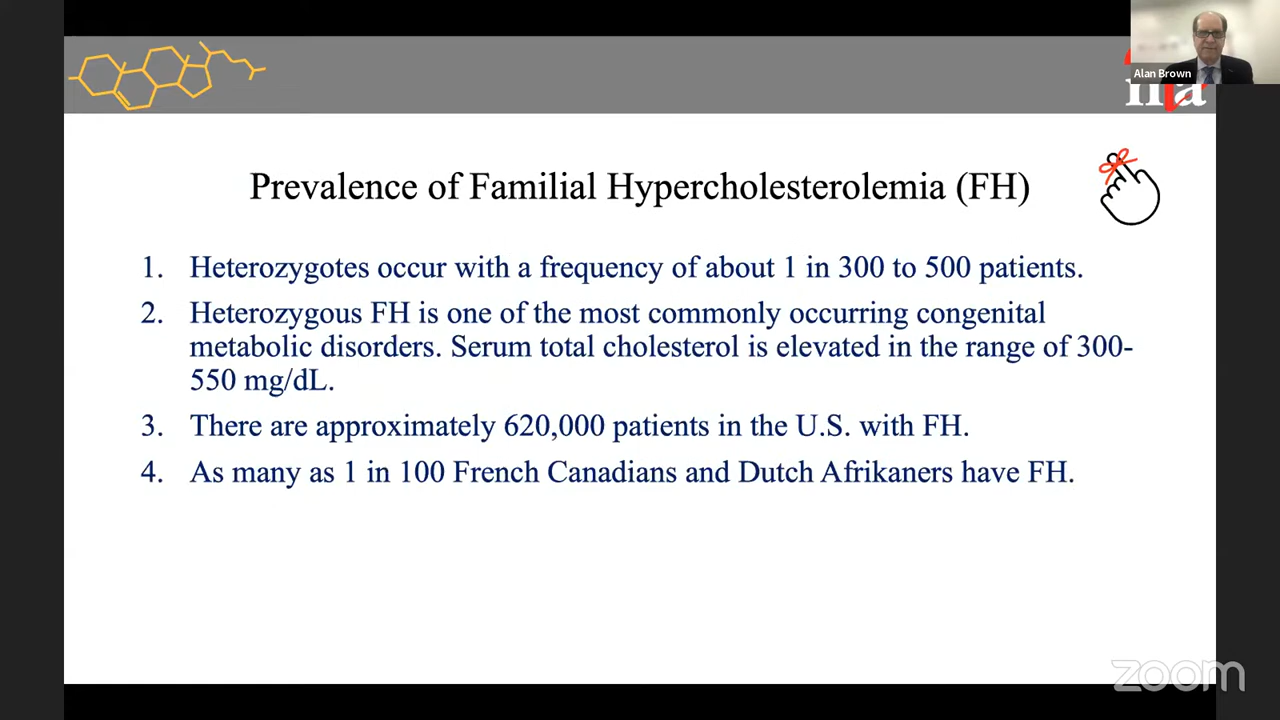 Alan Brown
Prevalence of Familial Hypercholesterolemia (FH)
1. Heterozygotes occur with a frequency of about 1 in 300 to 500 patients.
2. Heterozygous FH is one of the most commonly occurring congenital
metabolic disorders. Serum total cholesterol is elevated in the range of 300-
550 mg/dL.
3. There are approximately 620,000 patients in the U.S. with FH.
4. As many as 1 in 100 French Canadians and Dutch Afrikaners have FH.
zoom